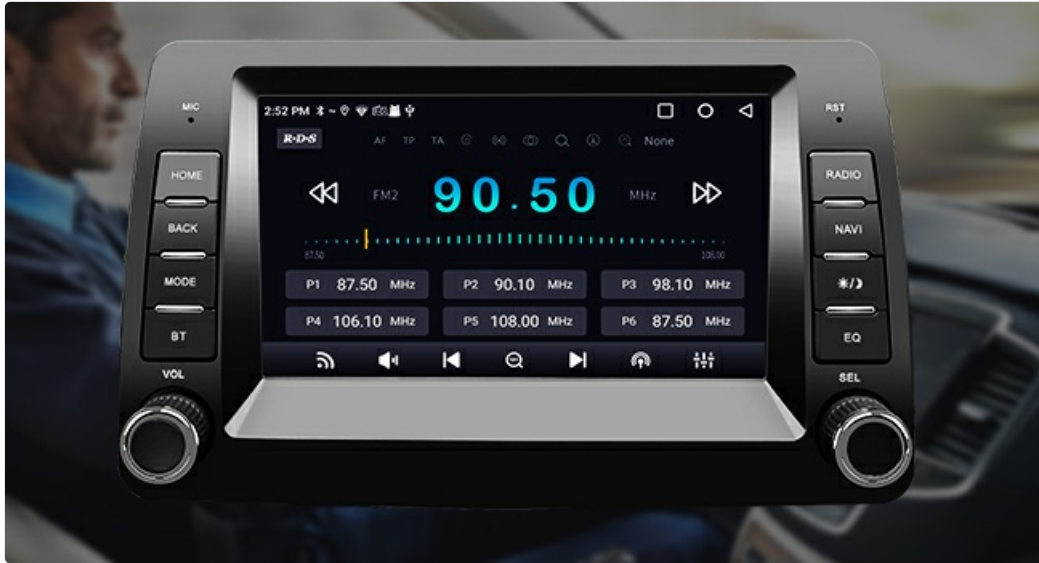 MIC
RST
2:52 PM
R·D·S AF TP TA None
HOME
RADIO
FM2 90.50 MHz
BACK
NAVI
87.50 108.00
MODE
P1 87.50 MHz P2 90.10 MHz P3 98.10 MHz
P4 106.10 MHz P5 108.00 MHz P6 87.50 MHz
BT
EQ
VOL
SEL